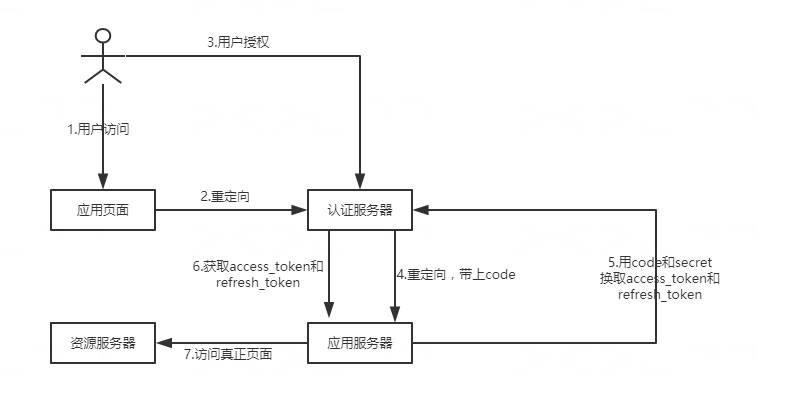 3.用户授权
1.用户访问
应用页面
2.重定向
认证服务器
6.获取access_token和
refresh_token
4.重定向，带上code
5.用code和secret
换取access_token和
refresh_token
资源服务器
7.访问真正页面
应用服务器